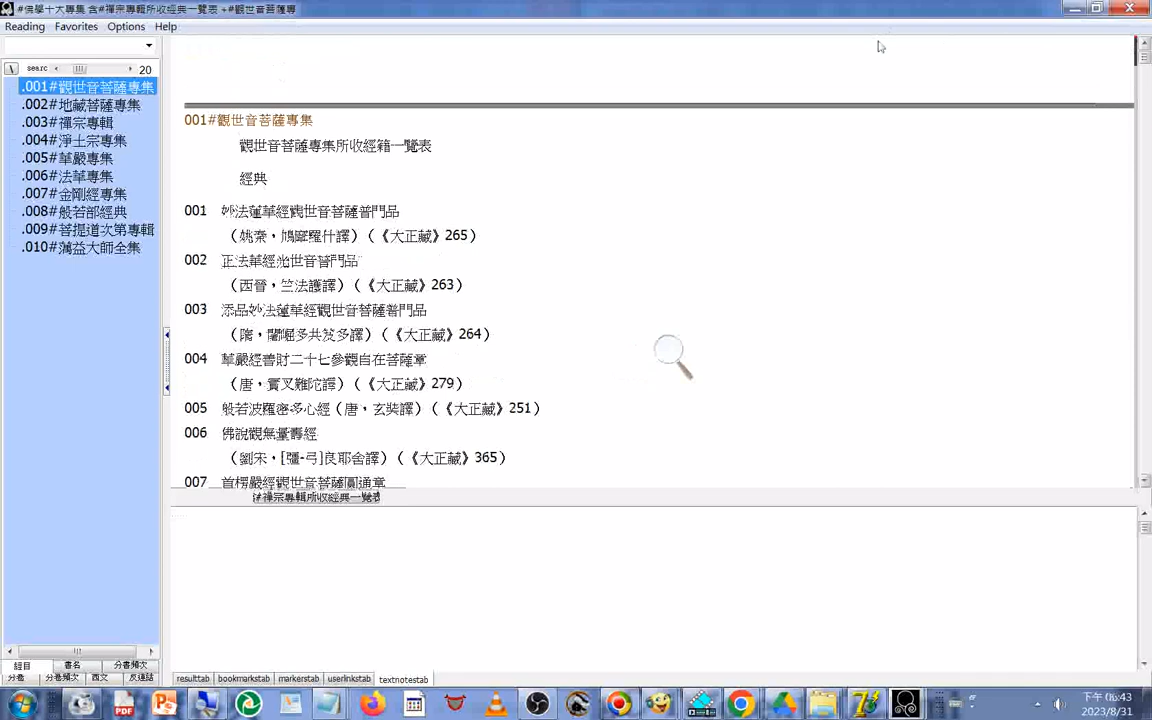 #佛學十大專集 含#禪宗專輯所收經典一覽表 +#觀世音菩薩專
Reading Favorites Options Help
searc 20
.001#觀世音菩薩專集
.002#地藏菩薩專集
.003#禪宗專輯
.004#淨土宗專集
.005#華嚴專集
.006#法華專集
.007#金剛經專集
.008#般若部經典
.009#菩提道次第專輯
.010#蕅益大師全集
001#觀世音菩薩專集
觀世音菩薩專集所收經籍一覽表
經典
001 妙法蓮華經觀世音菩薩普門品
（姚秦，鳩摩羅什譯）（《大正藏》265）
002 正法華經光世音普門品
（西晉，竺法護譯）（《大正藏》263）
003 添品妙法蓮華經觀世音菩薩普門品
（隋，闍崛多共笈多譯）（《大正藏》264）
004 華嚴經善財二十七參觀自在菩薩章
（唐，實叉難陀譯）（《大正藏》279）
005 般若波羅密多心經（唐，玄奘譯）（《大正藏》251）
006 佛說觀無量壽經
（劉宋，[彊-弓]良耶舍譯）（《大正藏》365）
007 首楞嚴經觀世音菩薩圓通章
#禪宗專輯所收經典一覽表
經目 書名 分書頻次
分卷 分卷頻次 西文 反連結
resulttab bookmarkstab markerstab userlinkstab textnotestab
下午 06:43
2023/8/31